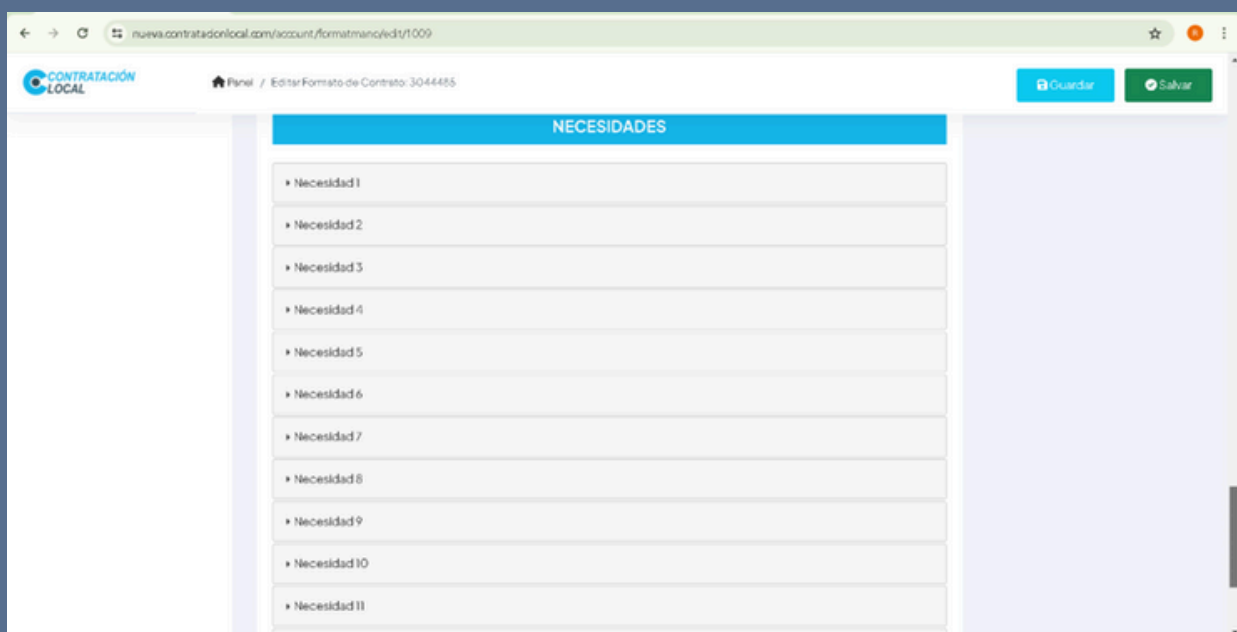 nueva.contratadonlocal.com/account/formatmano/edit/1009
CONTRATACIÓN
LOCAL
Panel / Editar Formato de Contrato: 3044485
Guardar
Salvar
NECESIDADES
Necesidad 1
Necesidad 2
Necesidad 3
Necesidad 4
Necesidad 5
Necesidad 6
Necesidad 7
Necesidad 8
Necesidad 9
Necesidad 10
Necesidad 11